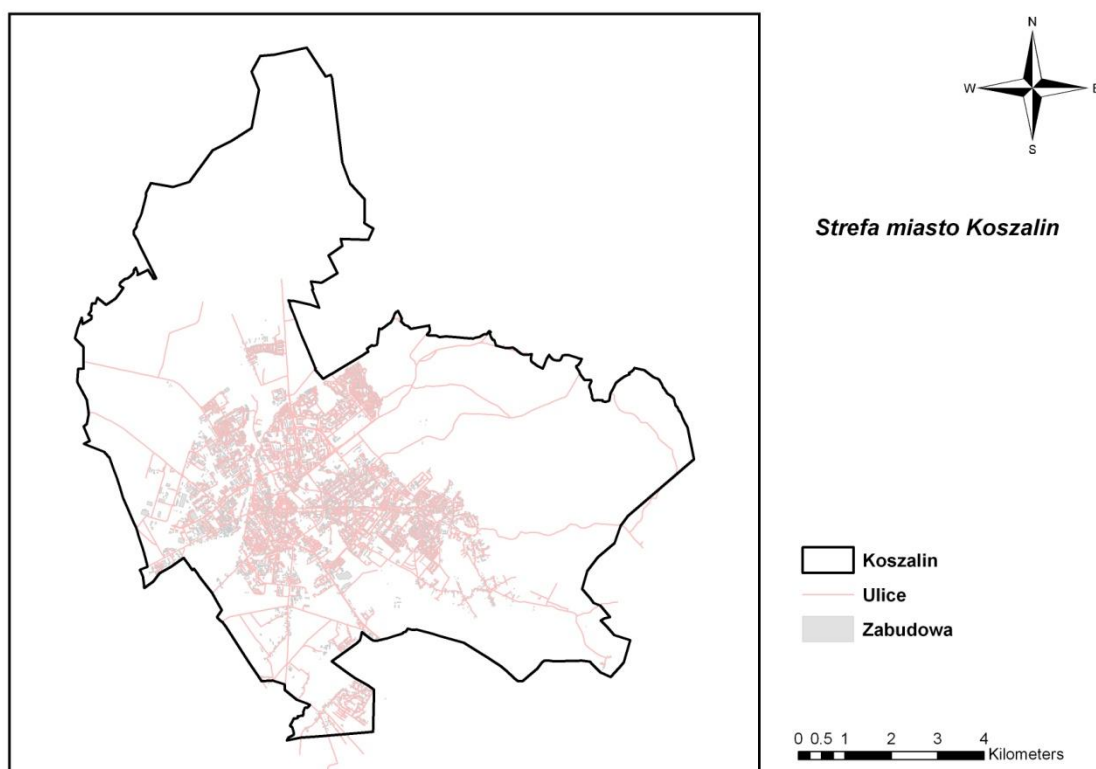 N
W E
S
Strefa miasto Koszalin
Koszalin
Ulice
Zabudowa
0 0.5 1 2 3 4
Kilometers